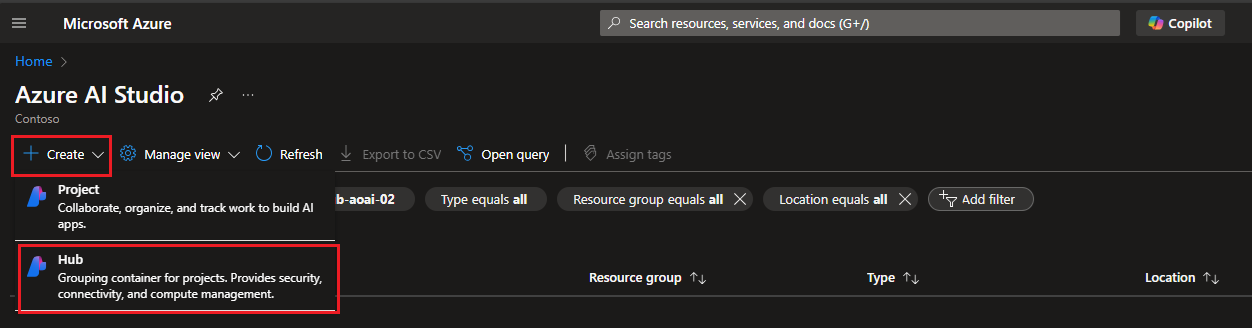 Microsoft Azure
Search resources, services, and docs (G+/)
Copilot
Home >
Azure AI Studio ...
Contoso
+ Create
Manage view
Refresh
Export to CSV
Open query
Assign tags
Project
Collaborate, organize, and track work to build AI
apps.
b-aoai-02
Type equals all
Resource group equals all
Location equals all
Add filter
Hub
Grouping container for projects. Provides security,
connectivity, and compute management.
Resource group ↑↓
Type ↑↓
Location ↑↓